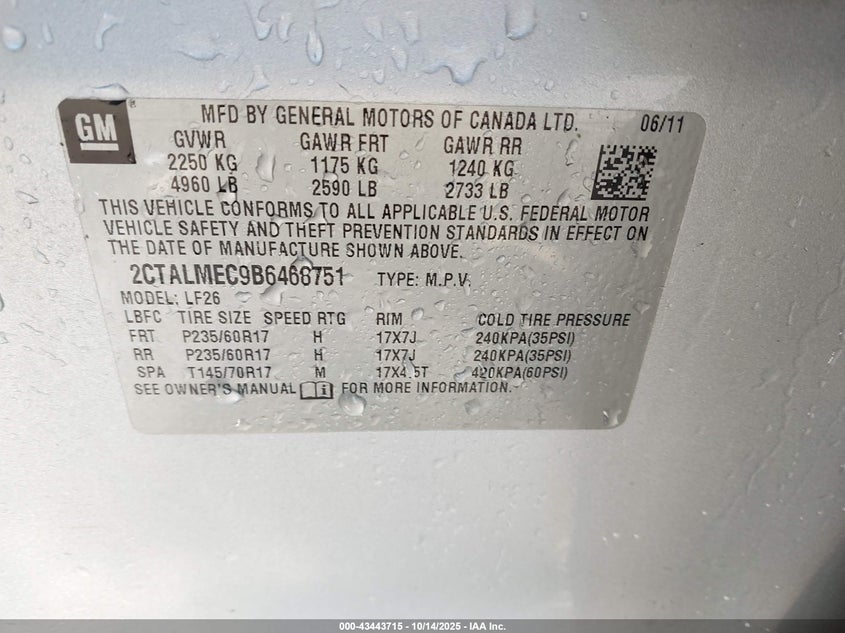 GM
MFD BY GENERAL MOTORS OF CANADA LTD. 06/11
GVWR GAWR FRT GAWR RR
2250 KG 1175 KG 1240 KG
4960 LB 2590 LB 2733 LB
THIS VEHICLE CONFORMS TO ALL APPLICABLE U.S. FEDERAL MOTOR
VEHICLE SAFETY AND THEFT PREVENTION STANDARDS IN EFFECT ON
THE DATE OF MANUFACTURE SHOWN ABOVE.
2CTALMEC9B6468751 TYPE: M.P.V.
MODEL: LF26
LBFC TIRE SIZE SPEED RTG RIM COLD TIRE PRESSURE
FRT P235/60R17 H 17X7J 240KPA(35PSI)
RR P235/60R17 H 17X7J 240KPA(35PSI)
SPA T145/70R17 M 17X4.5T 420KPA(60PSI)
SEE OWNER'S MANUAL FOR MORE INFORMATION.
000-43443715 - 10/14/2025 - IAA Inc.